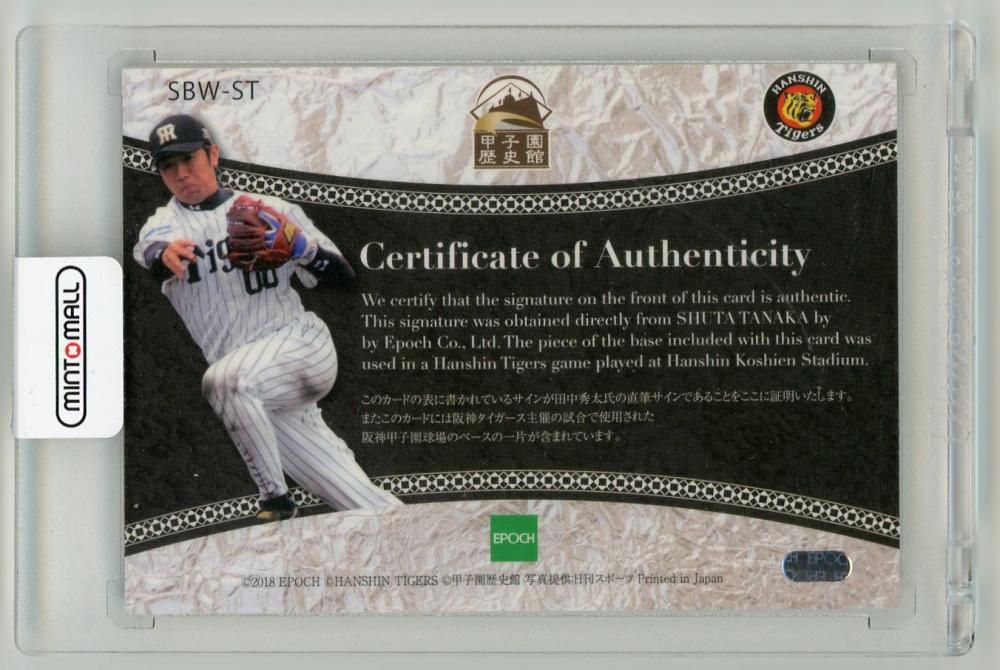 SBW-ST
甲子園
歴史館
HANSHIN
Tigers
MINTOMALL
Certificate of Authenticity
We certify that the signature on the front of this card is authentic.
This signature was obtained directly from SHUTA TANAKA by
by Epoch Co., Ltd. The piece of the base included with this card was
used in a Hanshin Tigers game played at Hanshin Koshien Stadium.
このカードの表に書かれているサインが田中秀太氏の直筆サインであることをここに証明いたします。
またこのカードには阪神タイガース主催の試合で使用された
阪神甲子園球場のベースの一片が含まれています。
EPOCH
©2018 EPOCH ©HANSHIN TIGERS ©甲子園歴史館 写真提供:日刊スポーツ Printed in Japan